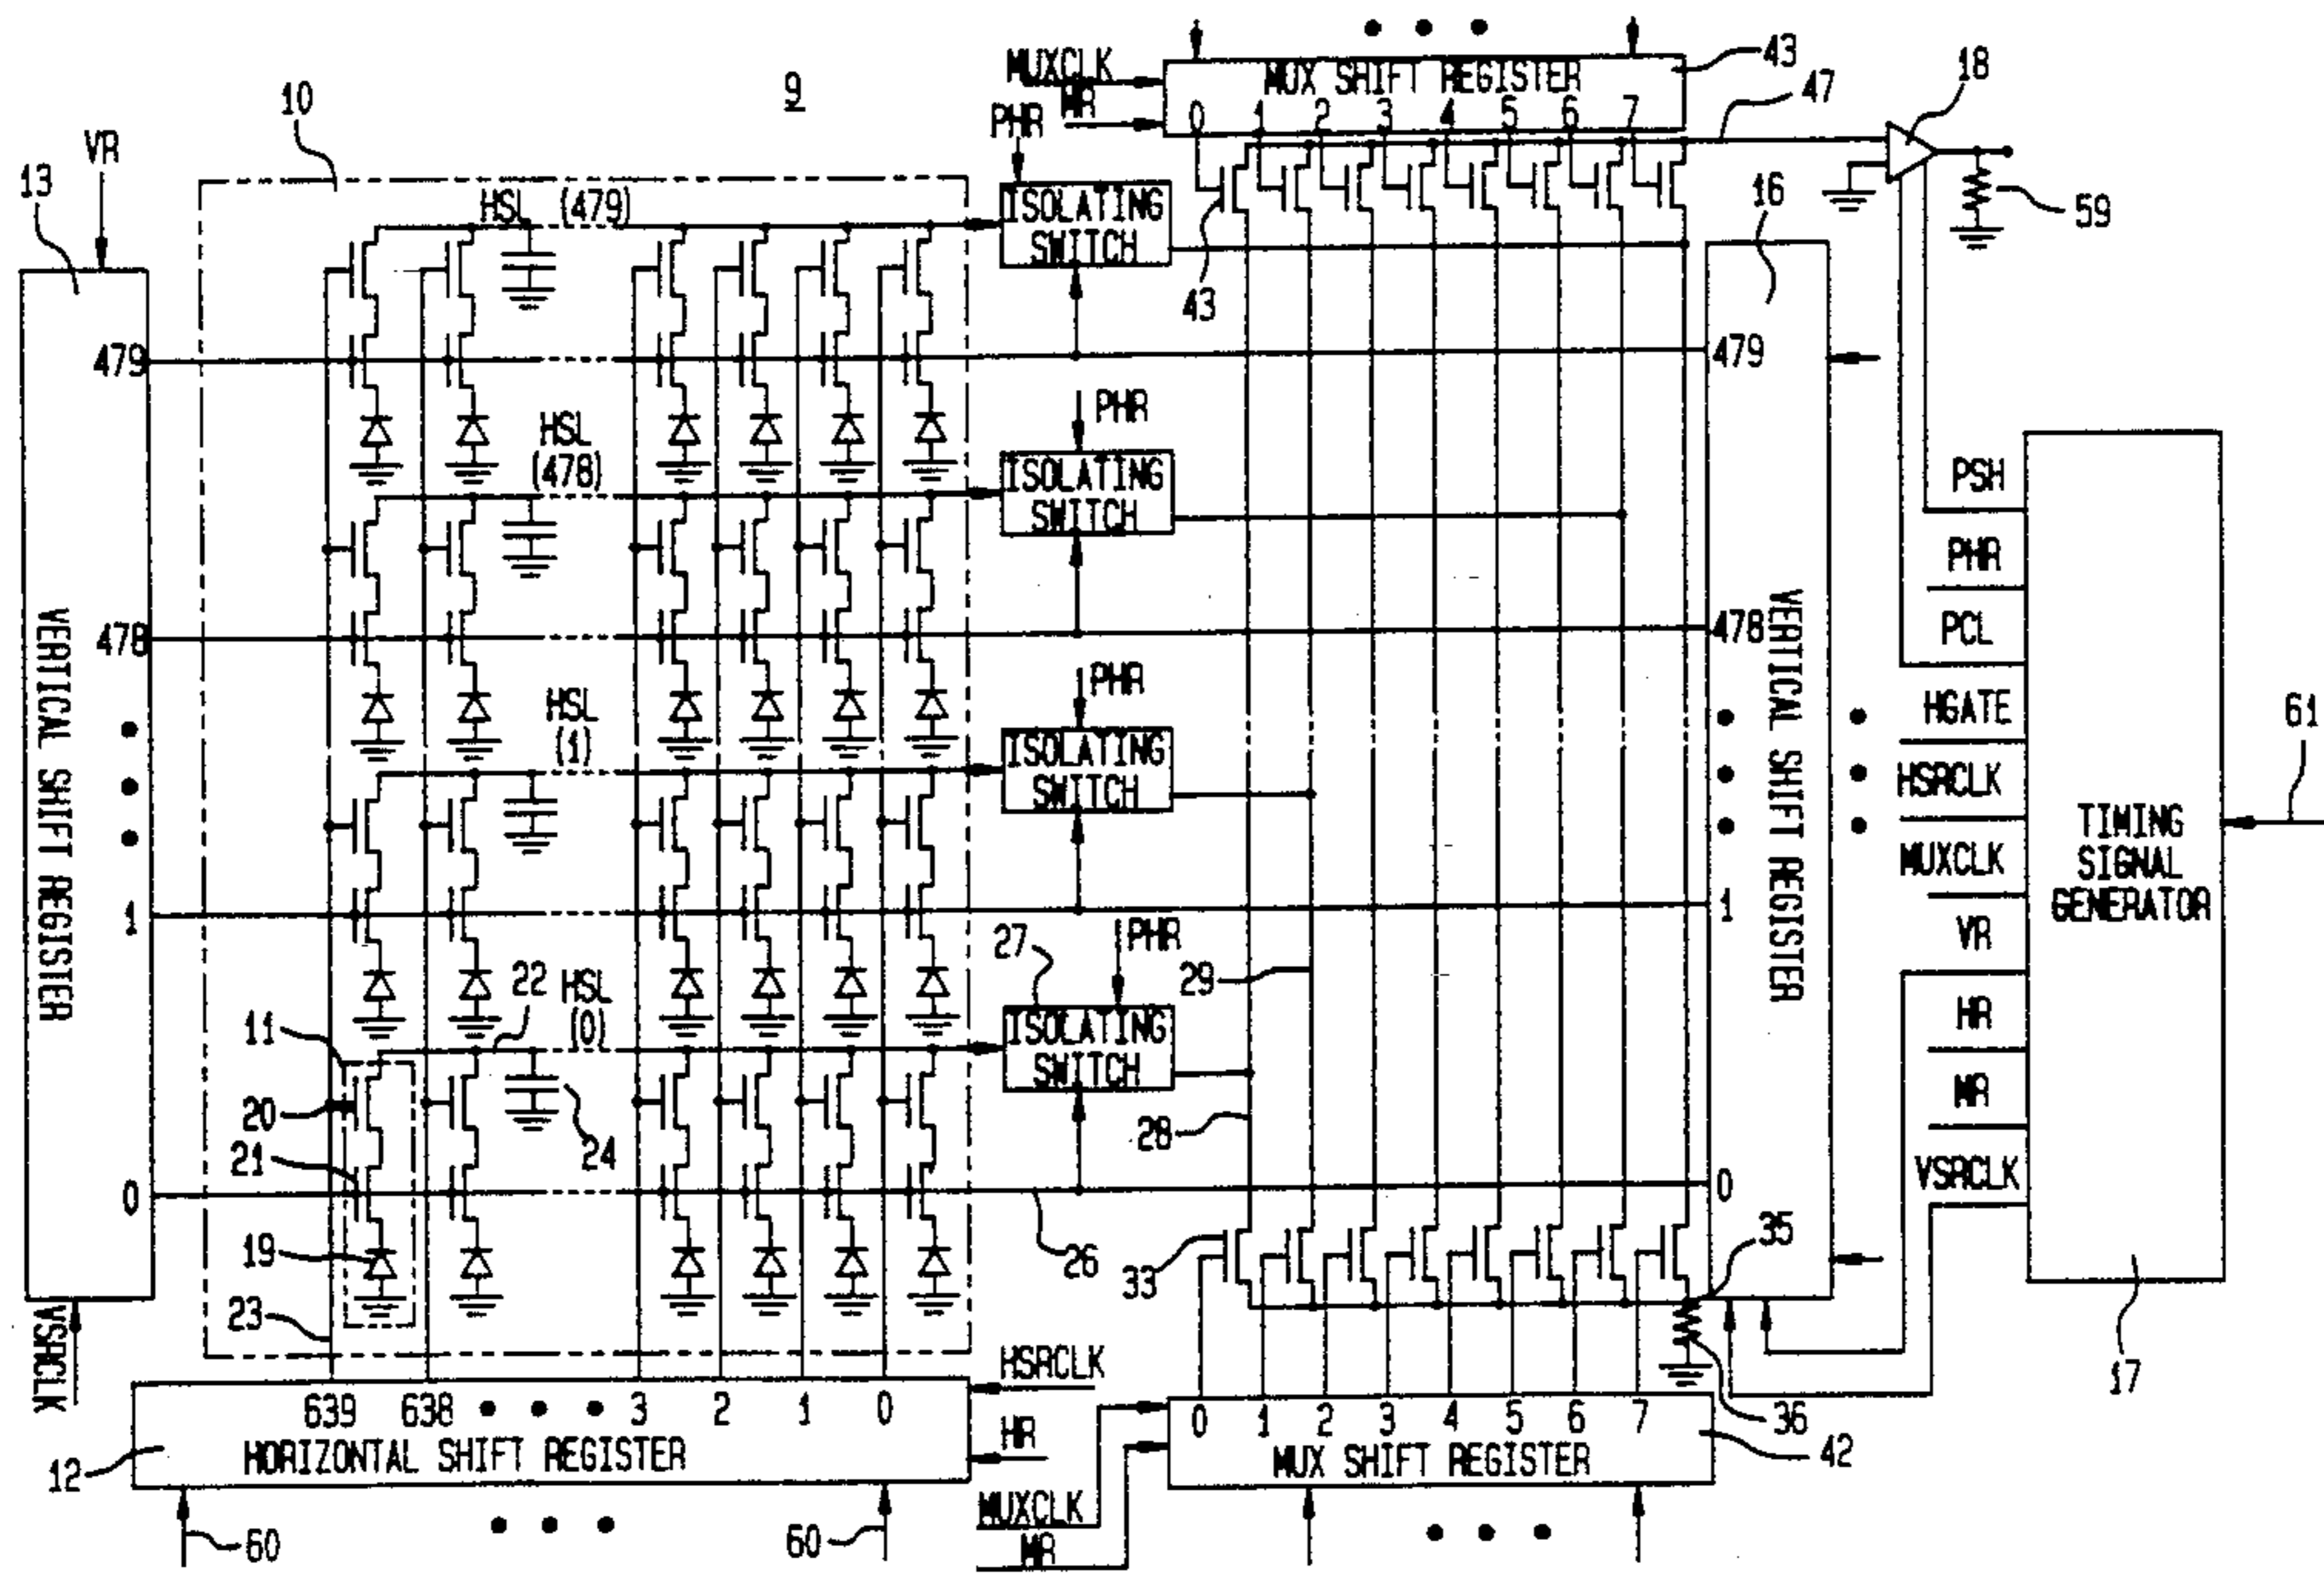 9
10
13
VR
VERTICAL SHIFT REGISTER
479
478
1
0
VSRCLK
HSL (479)
HSL
(478)
HSL
(1)
HSL
(0)
11
20
21
19
23
22
24
26
PHR
ISOLATING
SWITCH
PHR
ISOLATING
SWITCH
PHR
ISOLATING
SWITCH
27
PHR
ISOLATING
SWITCH
MUXCLK
MR
MUX SHIFT REGISTER
0 1 2 3 4 5 6 7
43
47
18
59
43
16
479
478
1
0
VERTICAL SHIFT REGISTER
29
28
33
35
36
639 638 3 2 1 0
HORIZONTAL SHIFT REGISTER
12
60
60
HSRCLK
HR
MUXCLK
MR
0 1 2 3 4 5 6 7
MUX SHIFT REGISTER
42
PSH
PHR
PCL
HGATE
HSRCLK
MUXCLK
VR
HR
MR
VSRCLK
TIMING
SIGNAL
GENERATOR
61
17